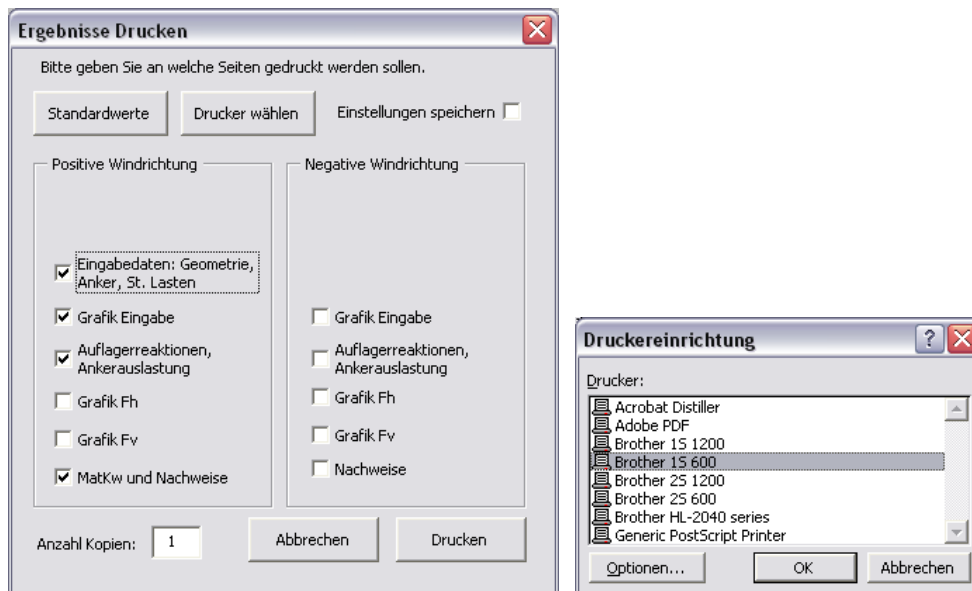 Ergebnisse Drucken
Bitte geben Sie an welche Seiten gedruckt werden sollen.
Standardwerte
Drucker wählen
Einstellungen speichern
Positive Windrichtung
Eingabedaten: Geometrie,
Anker, St. Lasten
Grafik Eingabe
Auflagerreaktionen,
Ankerauslastung
Grafik Fh
Grafik Fv
MatKw und Nachweise
Negative Windrichtung
Grafik Eingabe
Auflagerreaktionen,
Ankerauslastung
Grafik Fh
Grafik Fv
Nachweise
Anzahl Kopien:
1
Abbrechen
Drucken
Druckereinrichtung
?
Drucker:
Acrobat Distiller
Adobe PDF
Brother 1S 1200
Brother 1S 600
Brother 2S 1200
Brother 2S 600
Brother HL-2040 series
Generic PostScript Printer
Optionen...
OK
Abbrechen